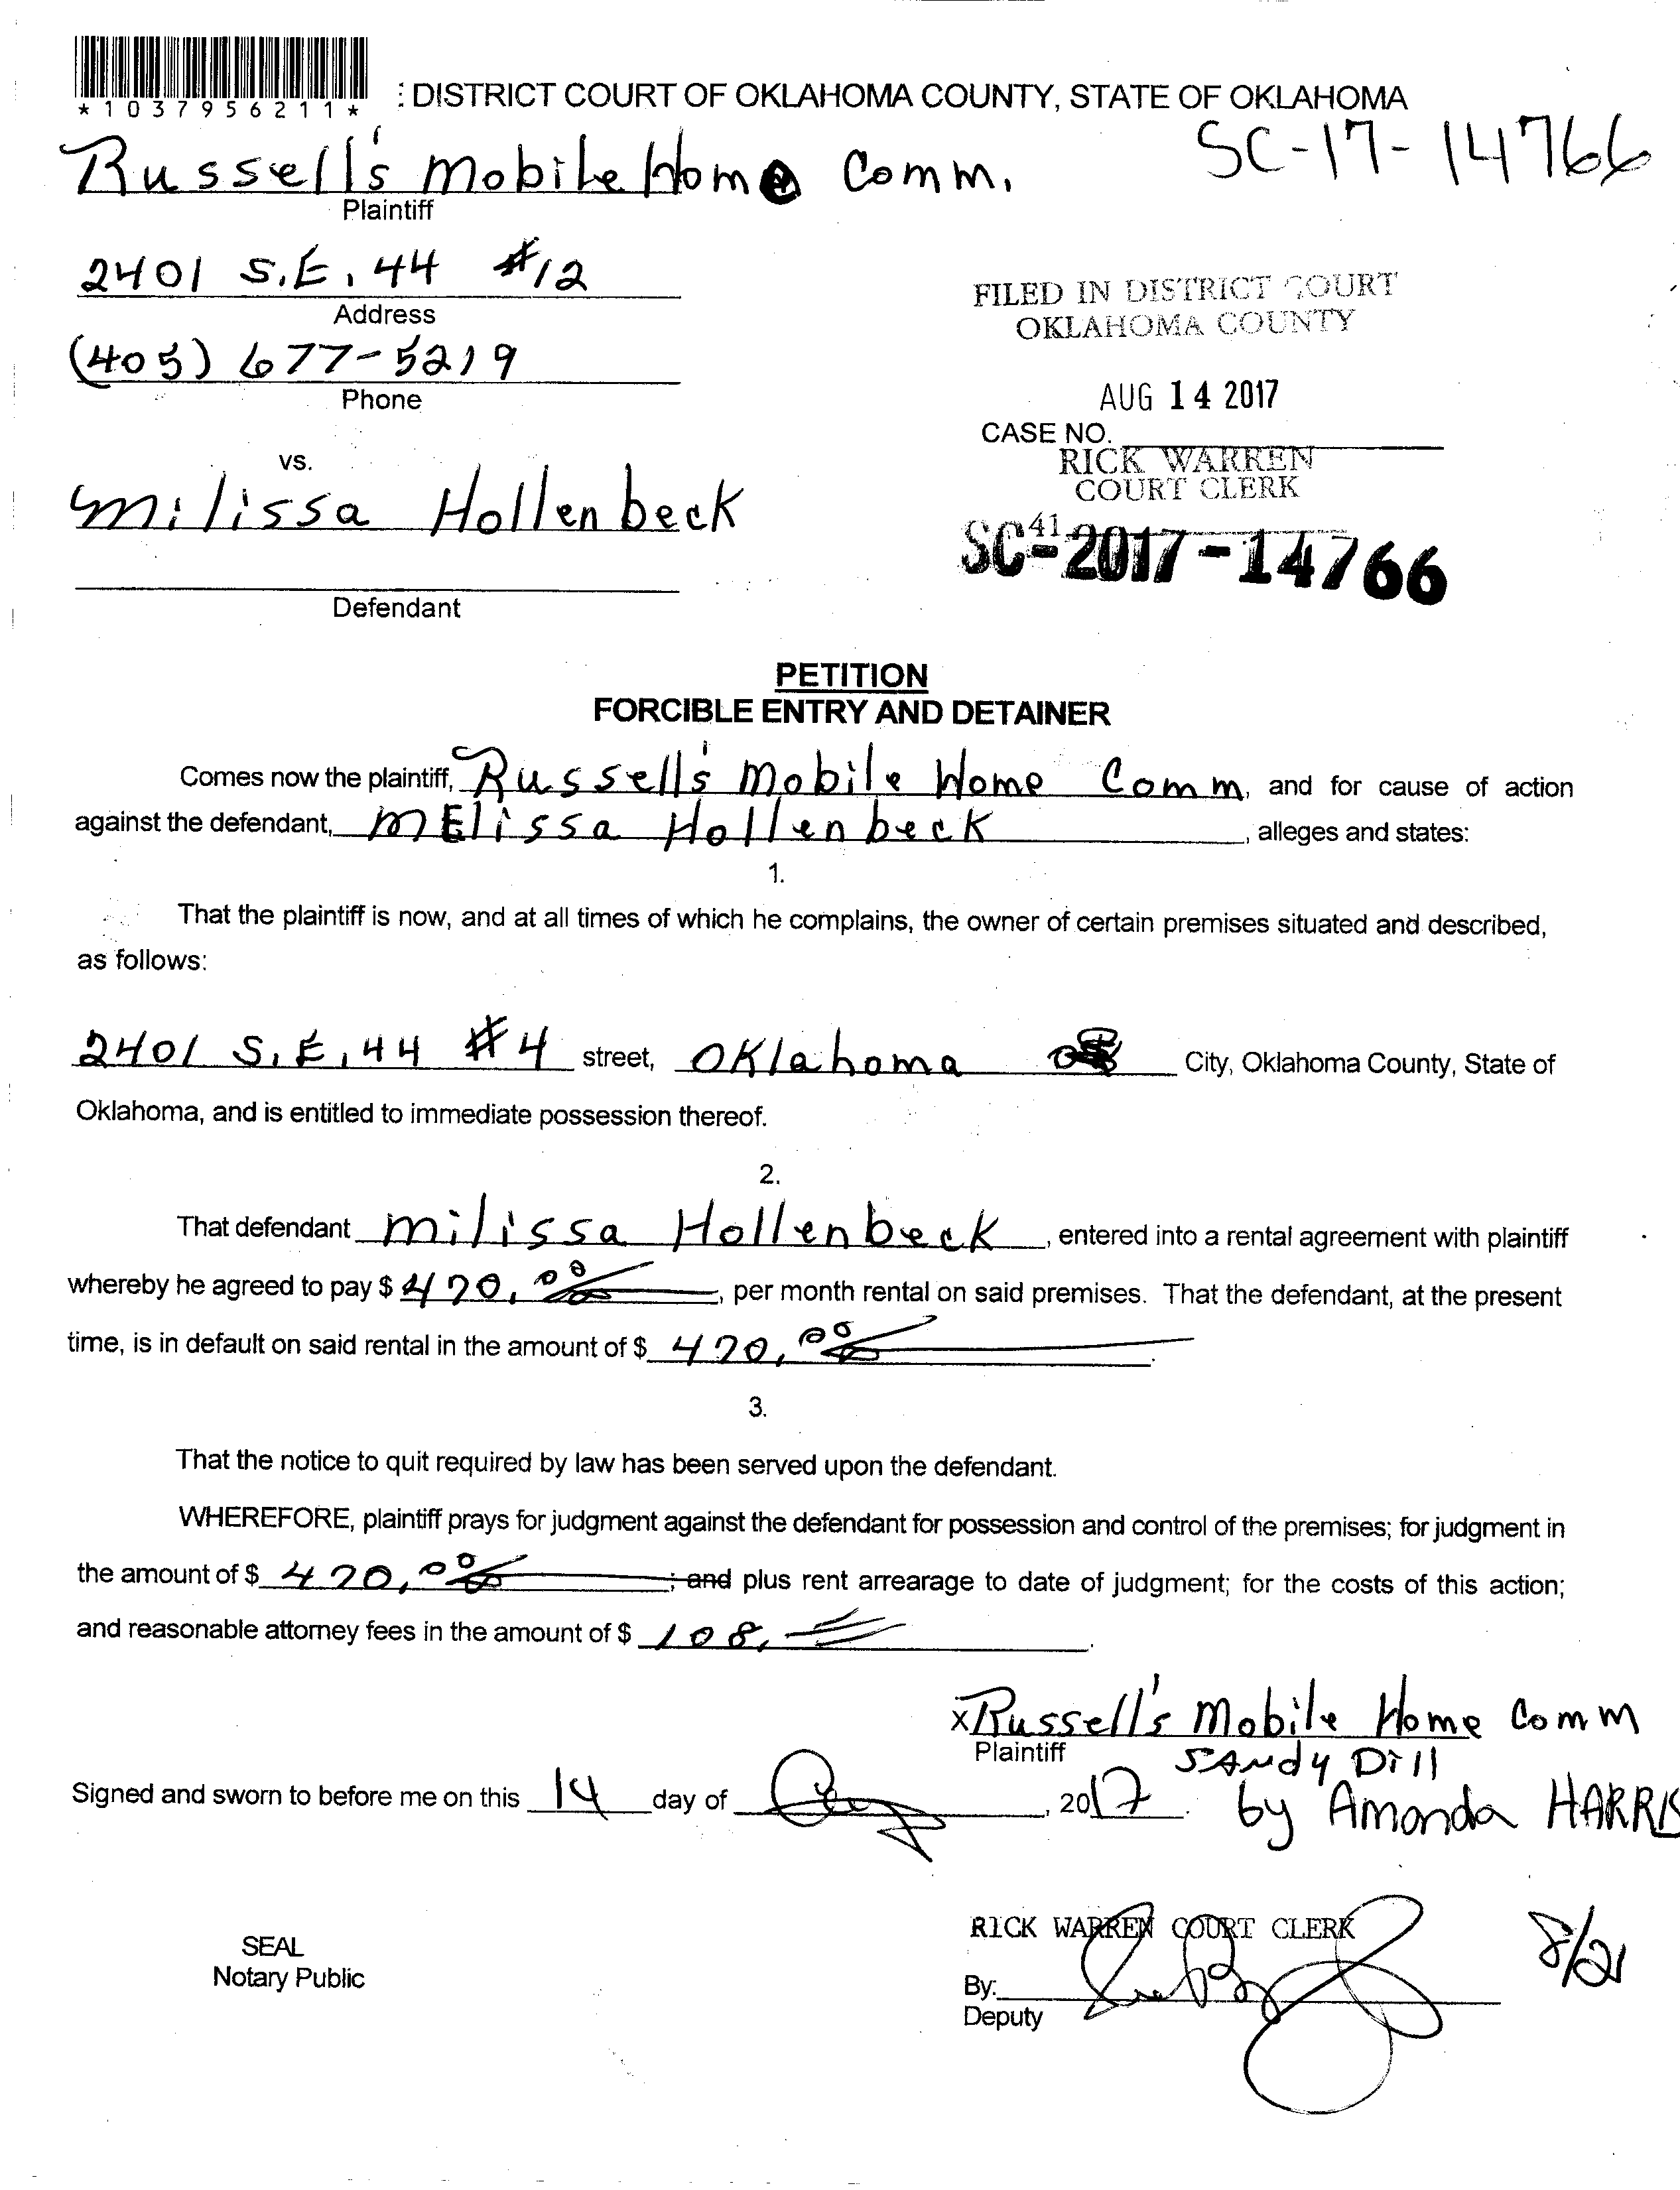 *1037956211*
: DISTRICT COURT OF OKLAHOMA COUNTY, STATE OF OKLAHOMA
Russell's Mobile Home Comm.
SC-17-14766
Plaintiff
2401 S.E. 44 #12
Address
FILED IN DISTRICT COURT
OKLAHOMA COUNTY
(405) 677-5219
Phone
AUG 14 2017
CASE NO.
RICK WARREN
COURT CLERK
vs.
Milissa Hollenbeck
41
SC-2017-14766
Defendant
PETITION
FORCIBLE ENTRY AND DETAINER
Comes now the plaintiff, Russell's Mobile Home Comm, and for cause of action
against the defendant, MElissa Hollenbeck, alleges and states:
1.
That the plaintiff is now, and at all times of which he complains, the owner of certain premises situated and described,
as follows:
2401 S.E. 44 #4 street, Oklahoma City, Oklahoma County, State of
Oklahoma, and is entitled to immediate possession thereof.
2.
That defendant Milissa Hollenbeck, entered into a rental agreement with plaintiff
whereby he agreed to pay $ 470.00, per month rental on said premises. That the defendant, at the present
time, is in default on said rental in the amount of $ 470.00.
3.
That the notice to quit required by law has been served upon the defendant.
WHEREFORE, plaintiff prays for judgment against the defendant for possession and control of the premises; for judgment in
the amount of $ 470.00; and plus rent arrearage to date of judgment; for the costs of this action;
and reasonable attorney fees in the amount of $ 108.
X Russell's Mobile Home Comm
Plaintiff
SANdy Dill
Signed and sworn to before me on this 14 day of Aug, 2017.
by Amanda HARRIS
RICK WARREN COURT CLERK
8/21
SEAL
Notary Public
By:
Deputy